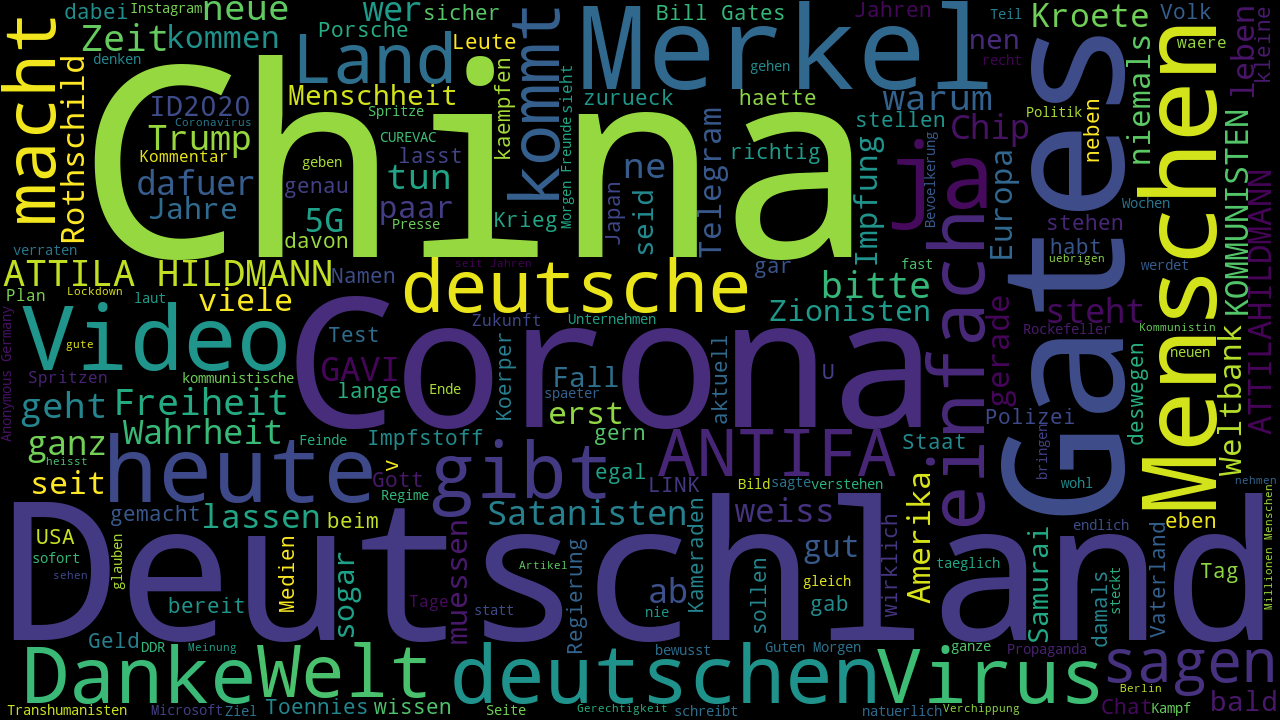 dabei
Instagram
neue
wer
sicher
Bill Gates
Jahren
Teil
Kroete
Volk
leben
kleine
macht
Zeit
kommen
Porsche
Leute
Merkel
nen
waere
denken
Land
kommt
gehen
recht
Rothschild
China
Menschheit
kaempfen
sieht
zurueck
haette
warum
Gates
niemals
Menschen
ID2020
Coronavirus
Spritze
Telegram
stellen
Chip
Politik
neben
Trump
CUREVAC
Freunde
richtig
Impfung
ja
Kommentar
geben
lasst
ne
Bevoelkerung
Europa
KOMMUNISTEN
dafuer
genau
tun
Japan
seid
Wochen
ATTILAHILDMANN
Jahre
5G
paar
Krieg
Morgen
stehen
davon
Presse
habt
verraten
seit Jahren
gar
fast
uebrigen
werdet
ATTILA HILDMANN
Namen
deutsche
bitte
einfach
Plan
Lockdown
laut
viele
Zionisten
gerade
steht
Weltbank
Video
Test
Zukunft
Unternehmen
Rockefeller
Kommunistin
Anonymous Germany
gute
Corona
Koerper
aktuell
deswegen
neuen
Spritzen
kommunistische
GAVI
lange
Ende
Fall
U
a
spaeter
geht
Freiheit
erst
Polizei
Wahrheit
Feinde
Impfstoff
gern
Staat
bringen
ganz
heisst
heute
v
gibt
ANTIFA
seit
Gott
egal
LINK
Bild
sagte
verstehen
wohl
nehmen
Regime
gemacht
lassen
beim
Satanisten
weiss
Amerika
endlich
eben
Deutschland
USA
Medien
sogar
muessen
Regierung
Kameraden
gut
wirklich
Samurai
Vaterland
Tag
Millionen Menschen
sofort
glauben
Artikel
taeglich
damals
steckt
sehen
ab
sollen
gleich
bereit
Tage
statt
nie
gab
Geld
DDR
Meinung
bewusst
Guten Morgen
ganze
Propaganda
sagen
Danke
Welt
deutschen
Virus
Berlin
Transhumanisten
Microsoft
Ziel
Toennies
wissen
Seite
Gerechtigkeit
schreibt
natuerlich
Verchippung
Chat
Kampf
bald